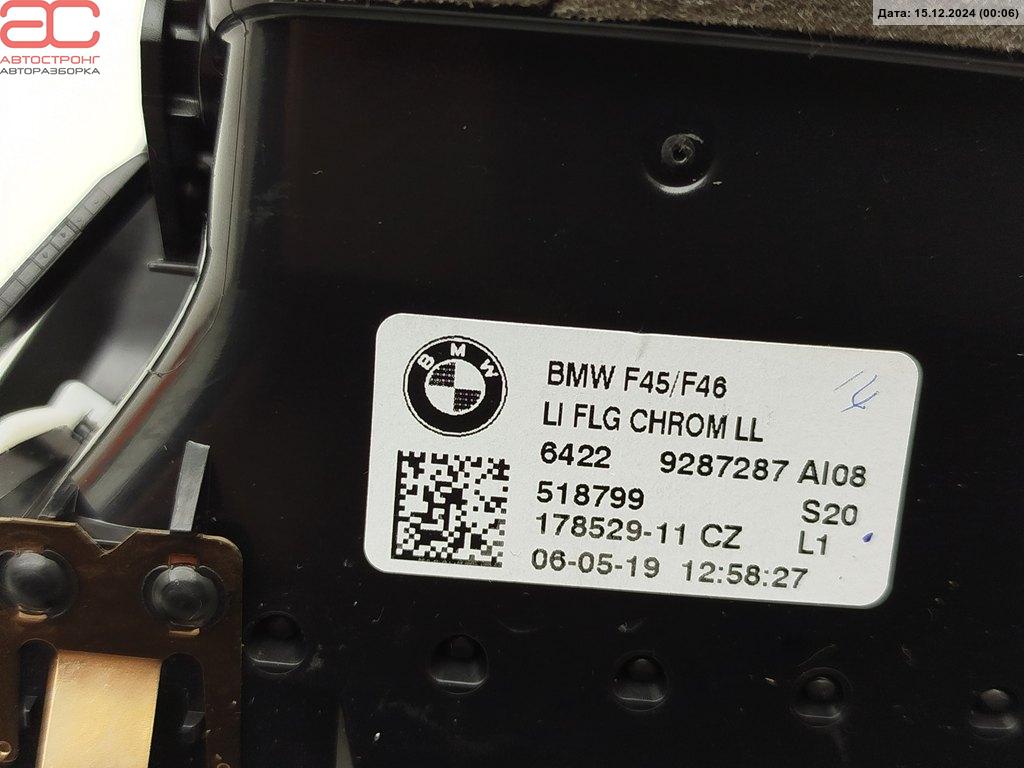 АС
АВТОСТРОНГ
АВТОРАЗБОРКА
Дата: 15.12.2024 (00:06)
BMW
BMW F45/F46
LI FLG CHROM LL
6422 9287287 AI08
518799 S20
178529-11 CZ L1
06-05-19 12:58:27